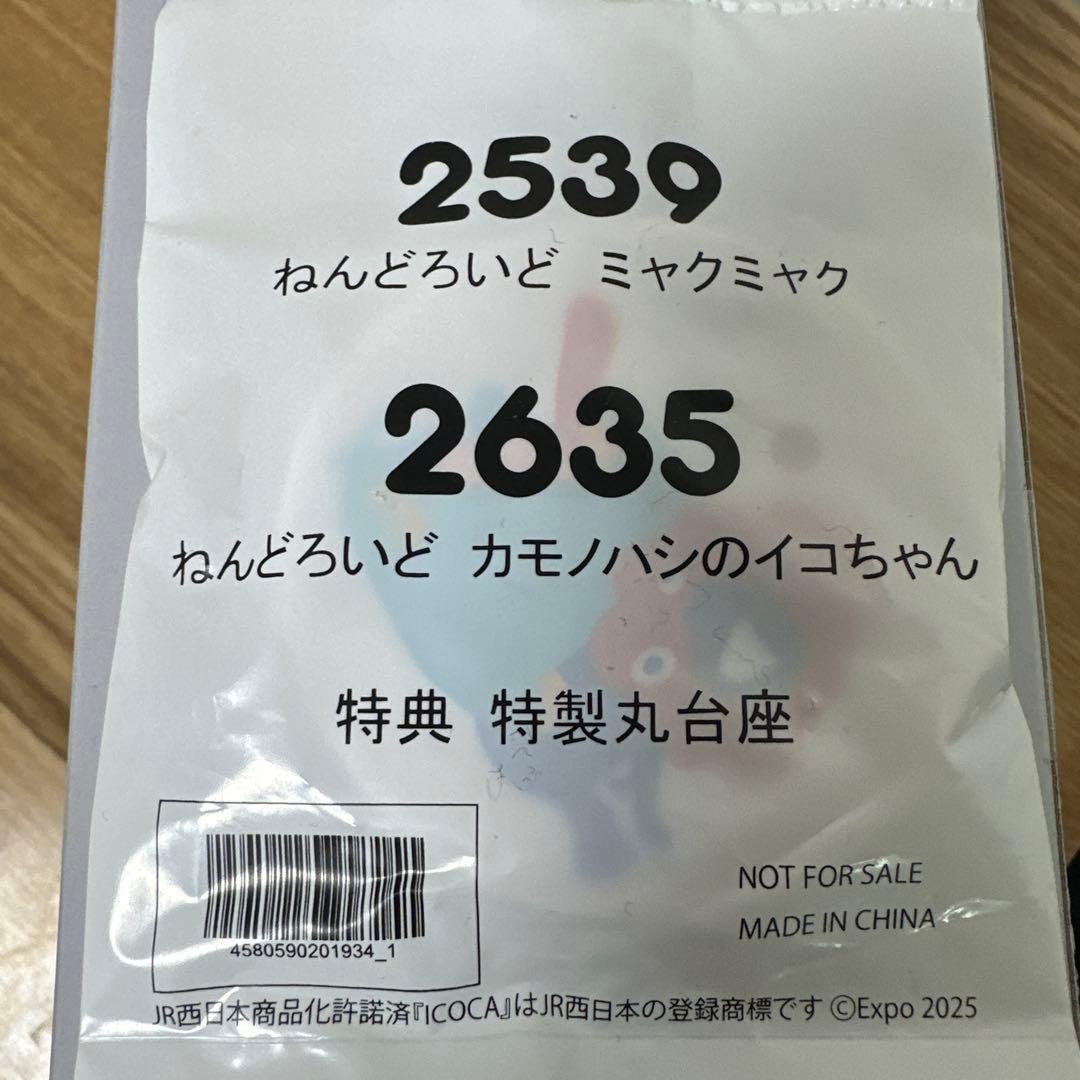 2539
ねんどろいど ミャクミャク
2635
ねんどろいど カモノハシのイコちゃん
特典 特製丸台座
4580590201934_1
NOT FOR SALE
MADE IN CHINA
JR西日本商品化許諾済『ICOCA』はJR西日本の登録商標です ©Expo 2025